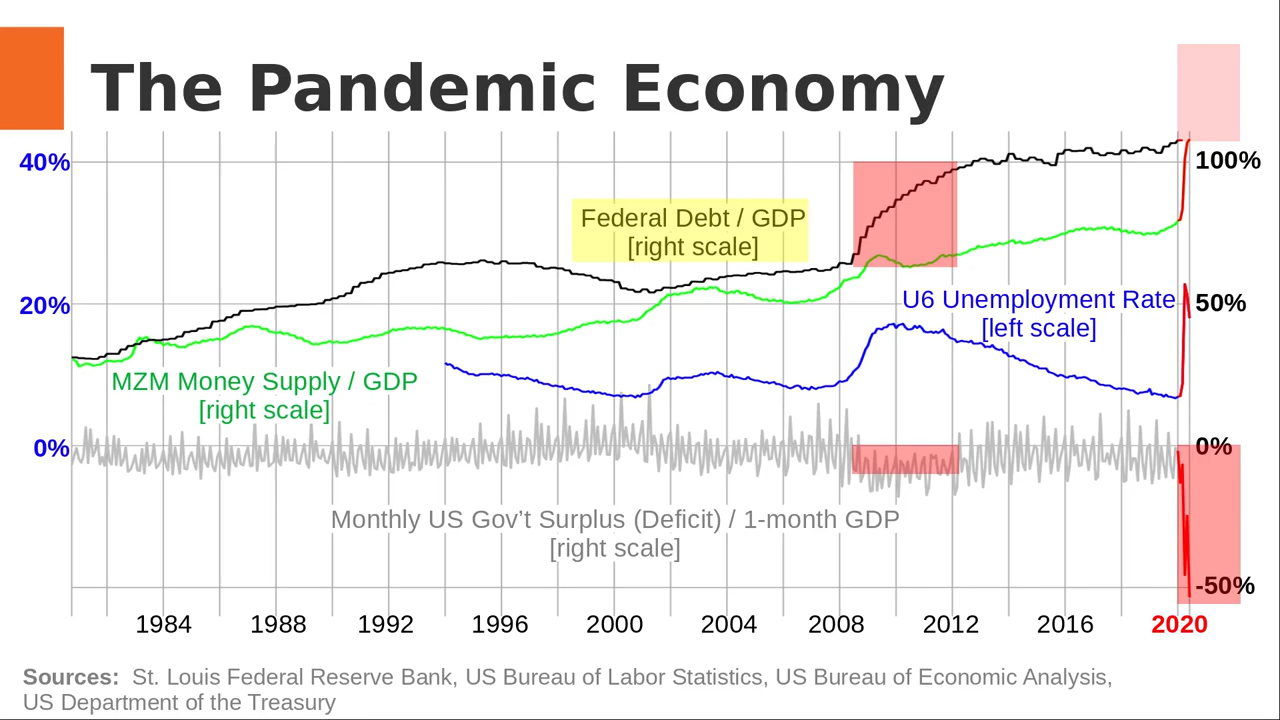 The Pandemic Economy
40%
100%
Federal Debt / GDP
[right scale]
20%
U6 Unemployment Rate
50%
[left scale]
MZM Money Supply / GDP
[right scale]
0%
0%
Monthly US Gov’t Surplus (Deficit) / 1-month GDP
[right scale]
-50%
1984 1988 1992 1996 2000 2004 2008 2012 2016 2020
Sources: St. Louis Federal Reserve Bank, US Bureau of Labor Statistics, US Bureau of Economic Analysis,
US Department of the Treasury